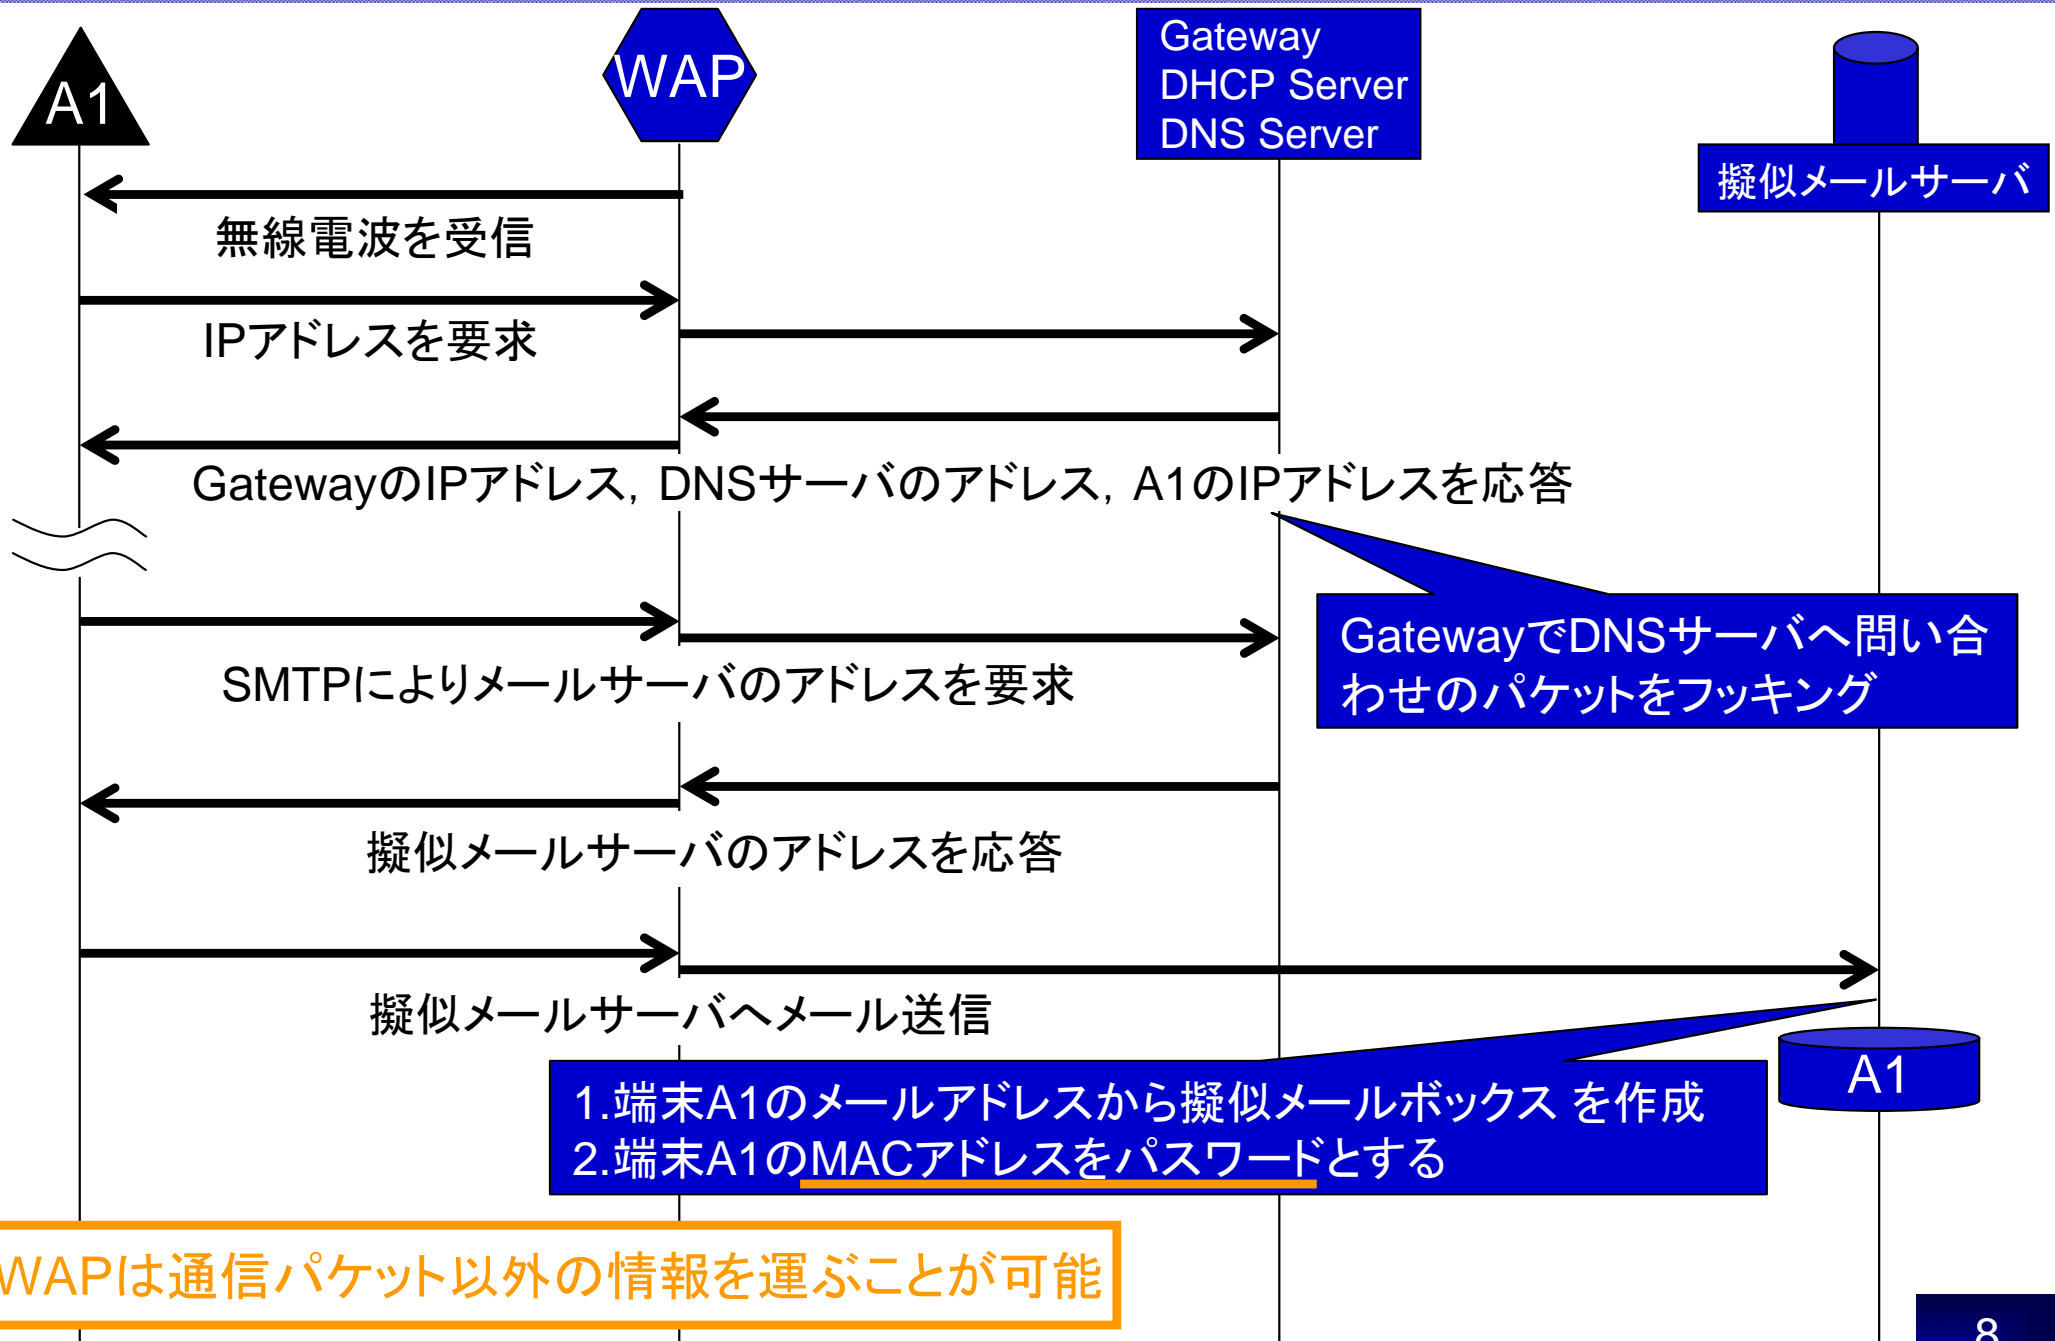 A1
WAP
Gateway
DHCP Server
DNS Server
擬似メールサーバ
無線電波を受信
IPアドレスを要求
GatewayのIPアドレス，DNSサーバのアドレス，A1のIPアドレスを応答
GatewayでDNSサーバへ問い合
わせのパケットをフッキング
SMTPによりメールサーバのアドレスを要求
擬似メールサーバのアドレスを応答
擬似メールサーバへメール送信
A1
1.端末A1のメールアドレスから擬似メールボックス を作成
2.端末A1のMACアドレスをパスワードとする
WAPは通信パケット以外の情報を運ぶことが可能
8